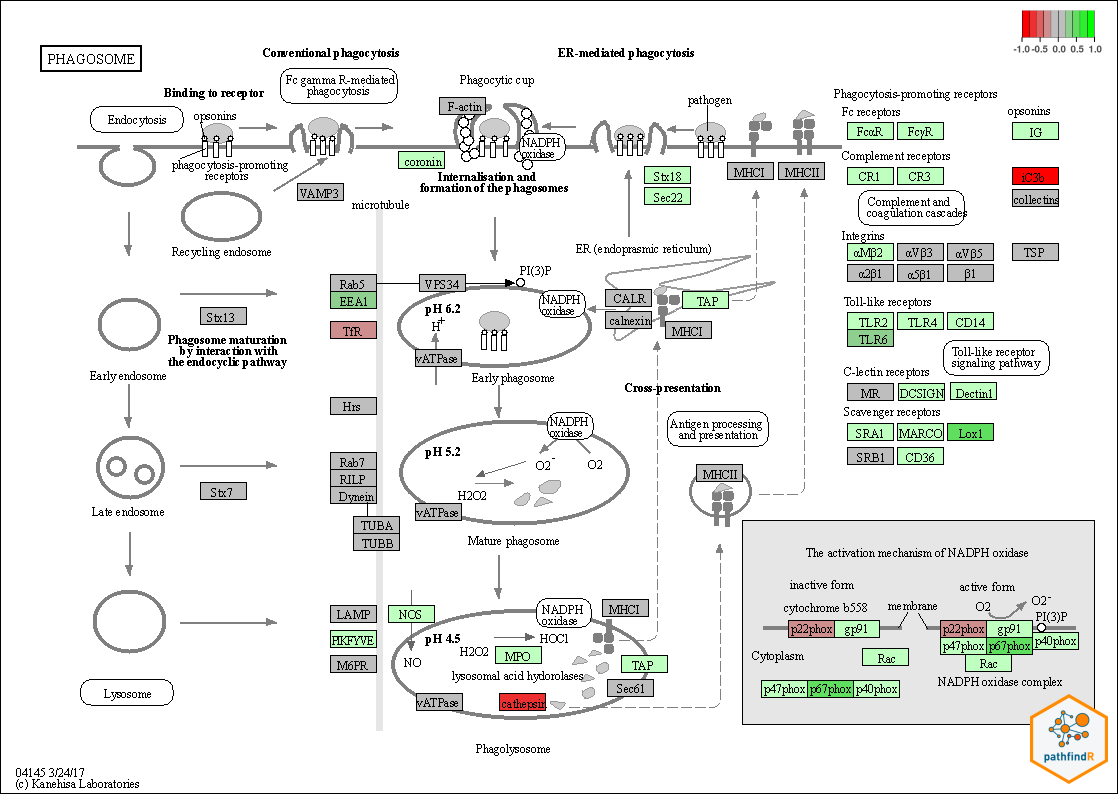 PHAGOSOME
Conventional phagocytosis
ER-mediated phagocytosis
-1.0 -0.5 0.0 0.5 1.0
Binding to receptor
Fc gamma R-mediated
phagocytosis
Phagocytic cup
F-actin
pathogen
Endocytosis
opsonins
NADPH
oxidase
coronin
phagocytosis-promoting
receptors
Internalisation and
formation of the phagosomes
Stx18
Sec22
MHCI
MHCII
VAMP3
microtubule
Recycling endosome
ER (endoprasmic reticulum)
Phagocytosis-promoting receptors
Fc receptors
opsonins
FcαR
FcγR
IG
Complement receptors
CR1
CR3
iC3b
collectins
Complement and
coagulation cascades
Integrins
αMβ2
αVβ3
αVβ5
TSP
α2β1
α5β1
β1
Toll-like receptors
TLR2
TLR4
CD14
TLR6
Toll-like receptor
signaling pathway
C-lectin receptors
MR
DCSIGN
Dectin1
Scavenger receptors
SRA1
MARCO
Lox1
SRB1
CD36
Rab5
EEA1
VPS34
PI(3)P
TfR
Stx13
Phagosome maturation
by interaction with
the endocyclic pathway
pH 6.2
H+
NADPH
oxidase
vATPase
CALR
calnexin
TAP
MHCI
Early endosome
Early phagosome
Cross-presentation
Hrs
Antigen processing
and presentation
NADPH
oxidase
pH 5.2
O2-
O2
H2O2
vATPase
Rab7
RILP
Dynein
Stx7
TUBA
TUBB
MHCII
Late endosome
Mature phagosome
LAMP
PIKFYVE
M6PR
NOS
NO
NADPH
oxidase
MHCI
pH 4.5
H2O2
HOCl
MPO
lysosomal acid hydorolases
TAP
Sec61
vATPase
cathepsin
Lysosome
Phagolysosome
The activation mechanism of NADPH oxidase
inactive form
active form
cytochrome b558
membrane
O2
O2-
PI(3)P
p22phox
gp91
p22phox
gp91
p40phox
p47phox
p67phox
Cytoplasm
Rac
Rac
p47phox
p67phox
p40phox
NADPH oxidase complex
pathfindR
04145 3/24/17
(c) Kanehisa Laboratories